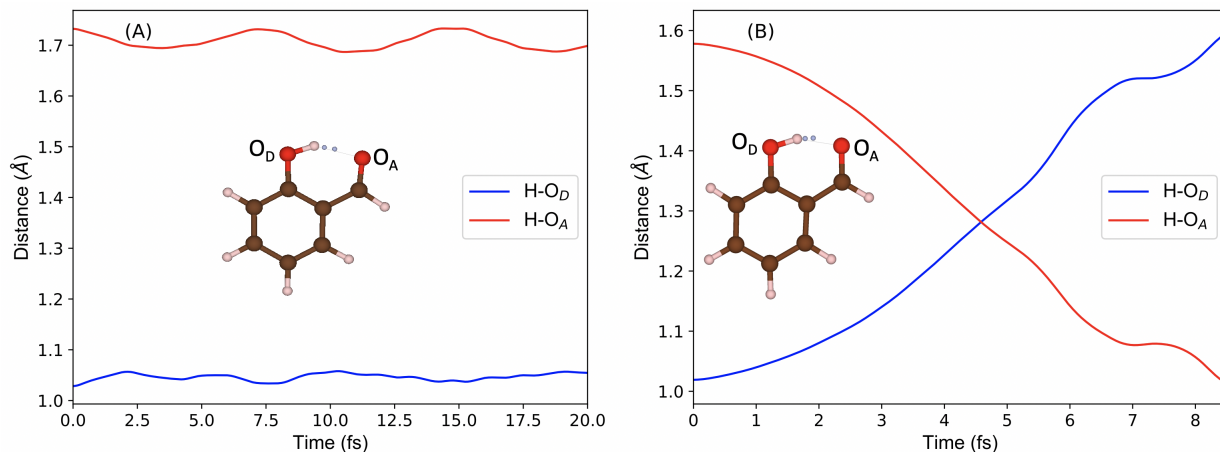 (A)
1.7
1.6
1.5
1.4
1.3
1.2
1.1
1.0
Distance (Å)
O_D
O_A
H-O_D
H-O_A
0.0 2.5 5.0 7.5 10.0 12.5 15.0 17.5 20.0
Time (fs)
(B)
1.6
1.5
1.4
1.3
1.2
1.1
1.0
Distance (Å)
O_D
O_A
H-O_D
H-O_A
0 1 2 3 4 5 6 7 8
Time (fs)